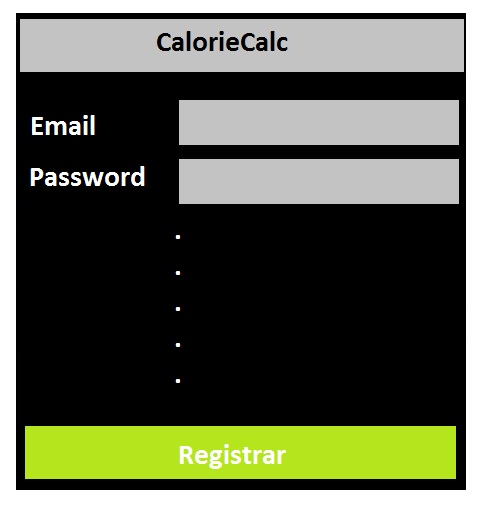 CalorieCalc
Email
Password
.
.
.
.
.
Registrar